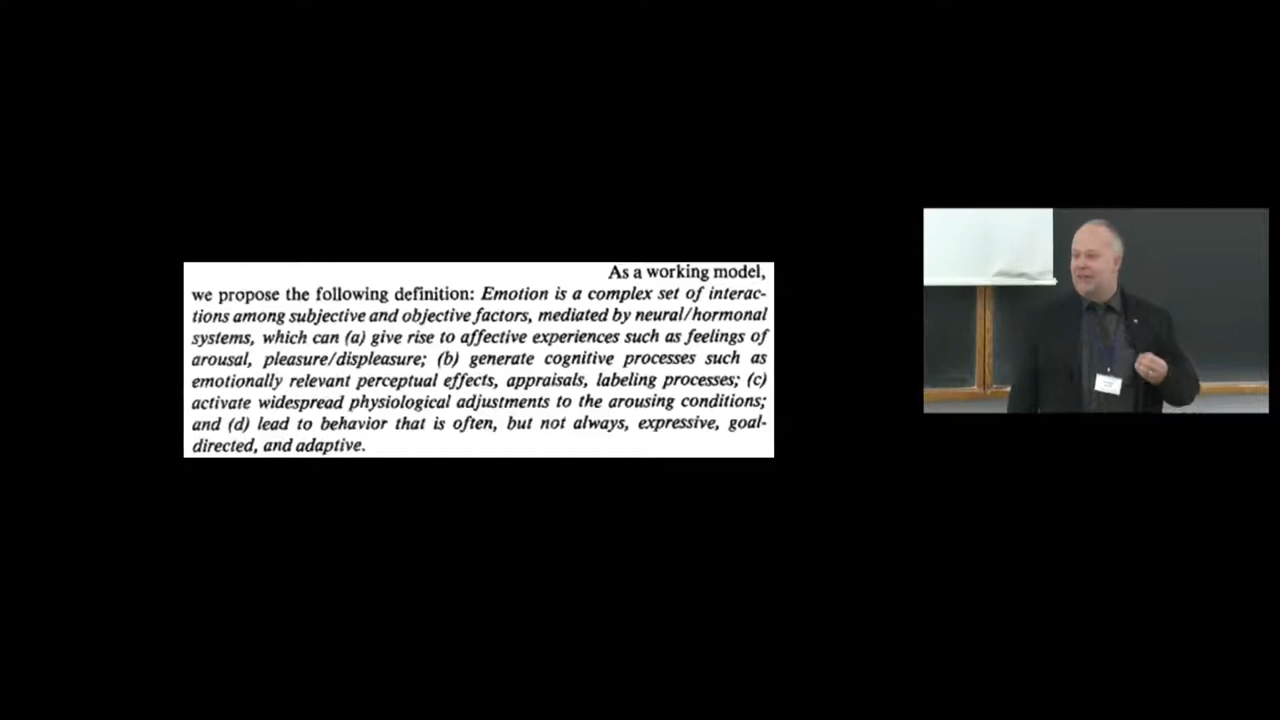 As a working model,
we propose the following definition: Emotion is a complex set of interac-
tions among subjective and objective factors, mediated by neural/hormonal
systems, which can (a) give rise to affective experiences such as feelings of
arousal, pleasure/displeasure; (b) generate cognitive processes such as
emotionally relevant perceptual effects, appraisals, labeling processes; (c)
activate widespread physiological adjustments to the arousing conditions;
and (d) lead to behavior that is often, but not always, expressive, goal-
directed, and adaptive.